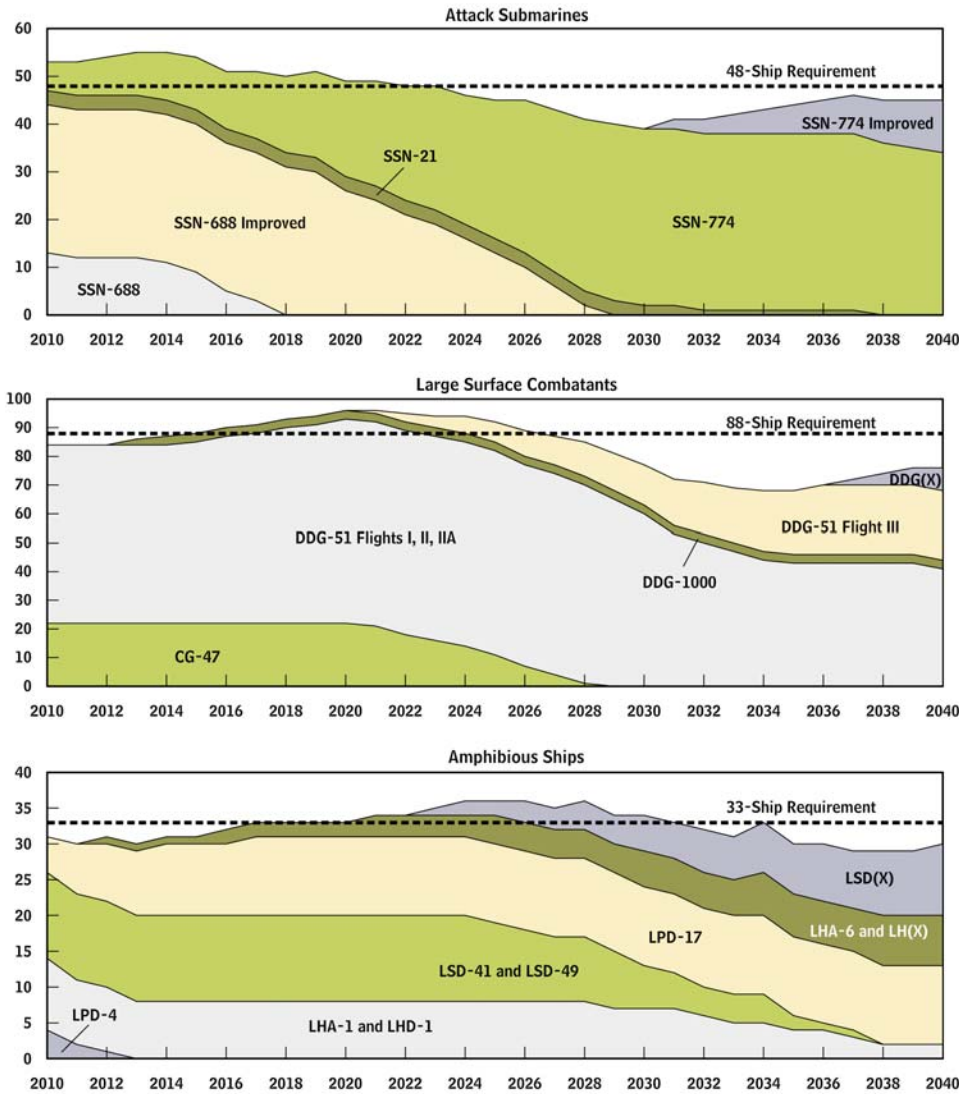 Attack Submarines
60
50
40
30
20
10
0
48-Ship Requirement
SSN-774 Improved
SSN-21
SSN-774
SSN-688 Improved
SSN-688
2010 2012 2014 2016 2018 2020 2022 2024 2026 2028 2030 2032 2034 2036 2038 2040
Large Surface Combatants
100
90
80
70
60
50
40
30
20
10
0
88-Ship Requirement
DDG(X)
DDG-51 Flight III
DDG-51 Flights I, II, IIA
DDG-1000
CG-47
2010 2012 2014 2016 2018 2020 2022 2024 2026 2028 2030 2032 2034 2036 2038 2040
Amphibious Ships
40
35
30
25
20
15
10
5
0
33-Ship Requirement
LSD(X)
LHA-6 and LH(X)
LPD-17
LSD-41 and LSD-49
LPD-4
LHA-1 and LHD-1
2010 2012 2014 2016 2018 2020 2022 2024 2026 2028 2030 2032 2034 2036 2038 2040